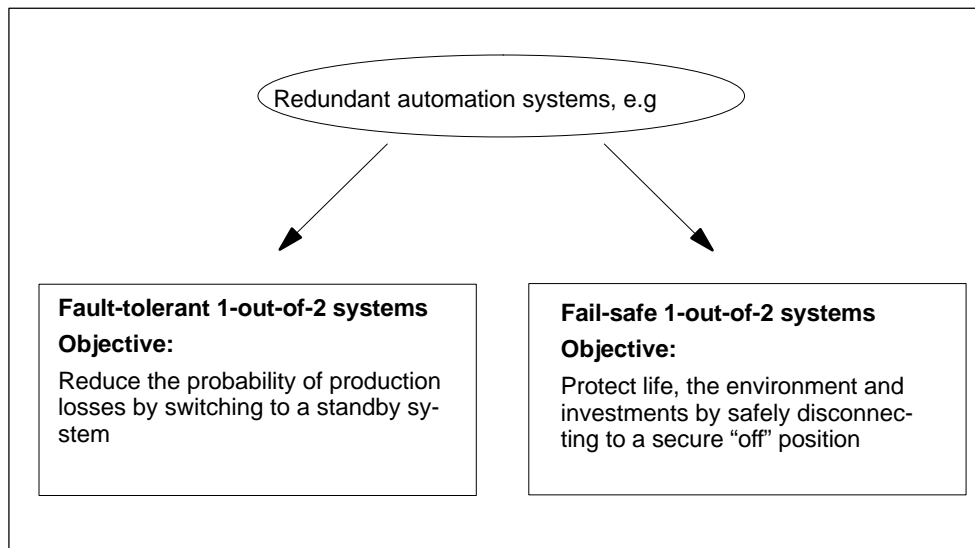 Redundant automation systems, e.g
Fault-tolerant 1-out-of-2 systems
Objective:
Reduce the probability of production
losses by switching to a standby sy-
stem
Fail-safe 1-out-of-2 systems
Objective:
Protect life, the environment and
investments by safely disconnec-
ting to a secure “off” position